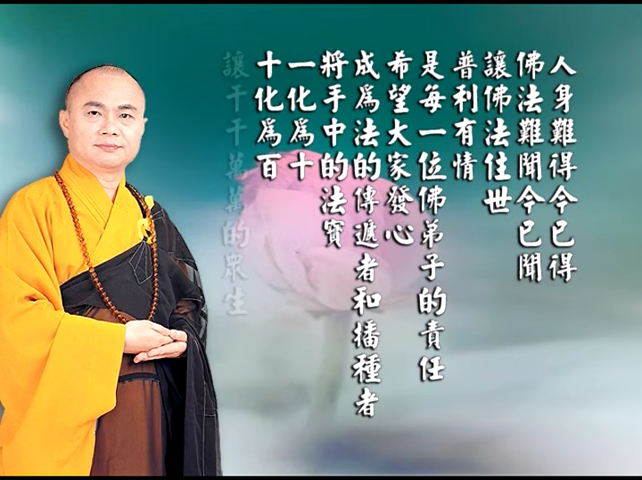 人身難得今已得
佛法難聞今已聞
讓佛法住世
普利有情
是每一位佛弟子的責任
希望大家發心
成為法的傳遞者和播種者
將手中的法寶
一化為十
十化為百
讓千千萬萬的眾生